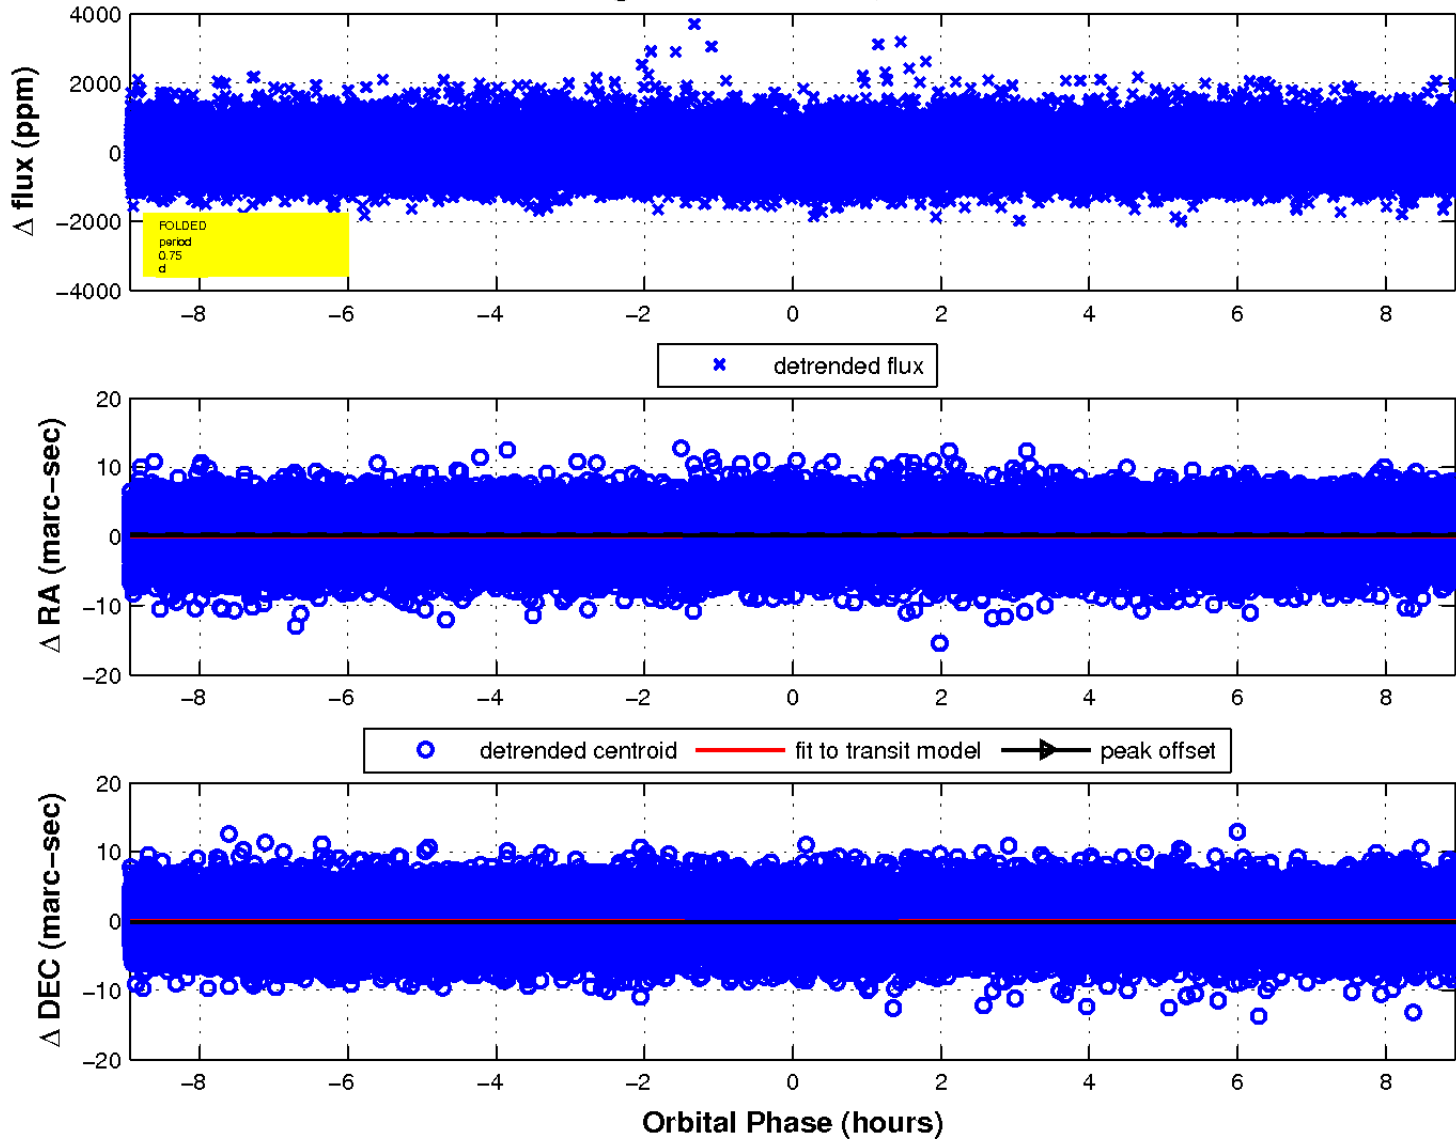 4000
2000
0
−2000
−4000
Δ flux (ppm)
FOLDED
period
0.75
d
−8 −6 −4 −2 0 2 4 6 8
detrended flux
20
10
0
−10
−20
Δ RA (marc−sec)
−8 −6 −4 −2 0 2 4 6 8
detrended centroid fit to transit model peak offset
20
10
0
−10
−20
Δ DEC (marc−sec)
−8 −6 −4 −2 0 2 4 6 8
Orbital Phase (hours)